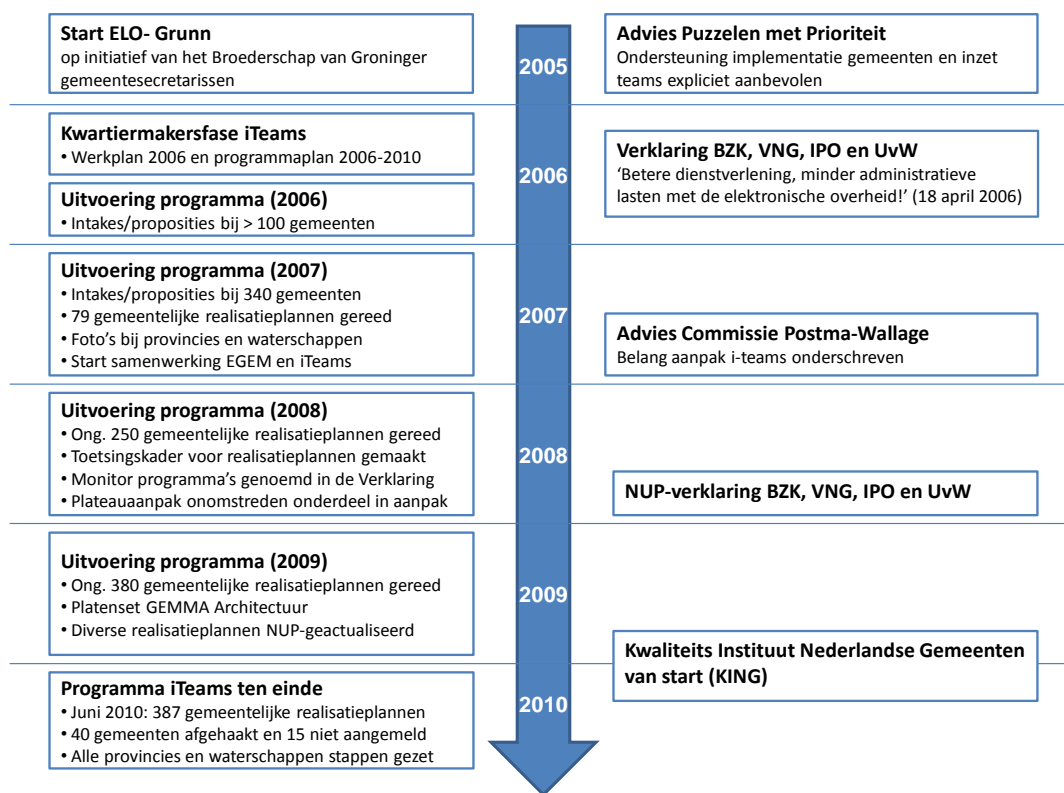 Start ELO- Grunn
op initiatief van het Broederschap van Groninger
gemeentesecretarissen
2005
Advies Puzzelen met Prioriteit
Ondersteuning implementatie gemeenten en inzet
teams expliciet aanbevolen
Kwartiermakersfase iTeams
• Werkplan 2006 en programmaplan 2006-2010
Uitvoering programma (2006)
• Intakes/proposities bij > 100 gemeenten
2006
Verklaring BZK, VNG, IPO en UvW
‘Betere dienstverlening, minder administratieve
lasten met de elektronische overheid!’ (18 april 2006)
Uitvoering programma (2007)
• Intakes/proposities bij 340 gemeenten
• 79 gemeentelijke realisatieplannen gereed
• Foto’s bij provincies en waterschappen
• Start samenwerking EGEM en iTeams
2007
Advies Commissie Postma-Wallage
Belang aanpak i-teams onderschreven
Uitvoering programma (2008)
• Ong. 250 gemeentelijke realisatieplannen gereed
• Toetsingskader voor realisatieplannen gemaakt
• Monitor programma’s genoemd in de Verklaring
• Plateauaanpak onomstreden onderdeel in aanpak
2008
NUP-verklaring BZK, VNG, IPO en UvW
Uitvoering programma (2009)
• Ong. 380 gemeentelijke realisatieplannen gereed
• Platenset GEMMA Architectuur
• Diverse realisatieplannen NUP-geactualiseerd
2009
Kwaliteits Instituut Nederlandse Gemeenten
van start (KING)
Programma iTeams ten einde
• Juni 2010: 387 gemeentelijke realisatieplannen
• 40 gemeenten afgehaakt en 15 niet aangemeld
• Alle provincies en waterschappen stappen gezet
2010